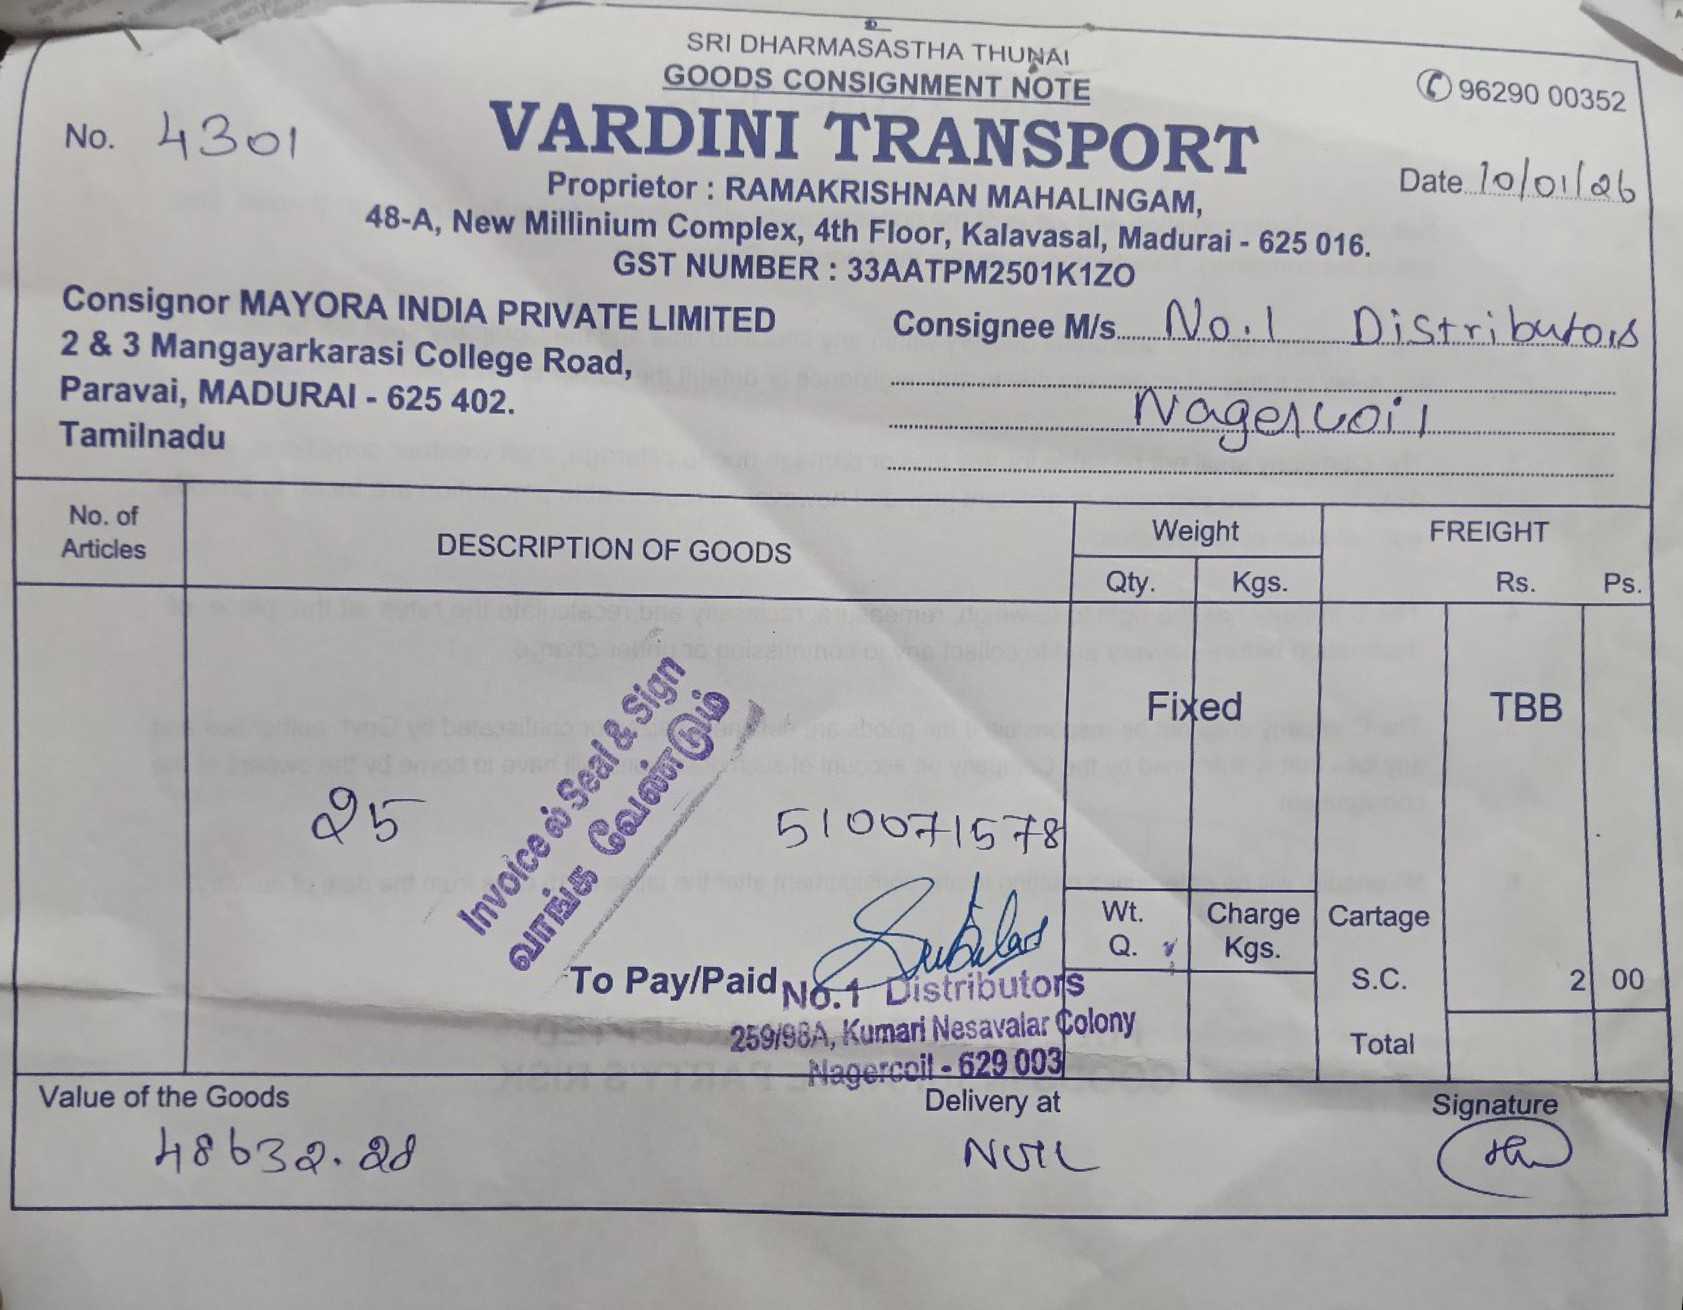 SRI DHARMASASTHA THUNAI
GOODS CONSIGNMENT NOTE
96290 00352
No. 4301
VARDINI TRANSPORT
Date 10/01/26
Proprietor : RAMAKRISHNAN MAHALINGAM,
48-A, New Millinium Complex, 4th Floor, Kalavasal, Madurai - 625 016.
GST NUMBER : 33AATPM2501K1ZO
Consignor MAYORA INDIA PRIVATE LIMITED
2 & 3 Mangayarkarasi College Road,
Paravai, MADURAI - 625 402.
Tamilnadu
Consignee M/s. No.1 Distributors
Nagercoil
No. of
Articles
DESCRIPTION OF GOODS
Weight
Qty. Kgs.
FREIGHT
Rs. Ps.
Invoice ல் Seal & Sign
வாங்க வேண்டும்
Fixed
TBB
25
510071578
Wt.
Q.
Charge
Kgs.
Cartage
S.C. 2 00
Total
To Pay/Paid
No.1 Distributors
259/98A, Kumari Nesavalar Colony
Nagercoil - 629 003
Value of the Goods
48632.28
Delivery at
Signature